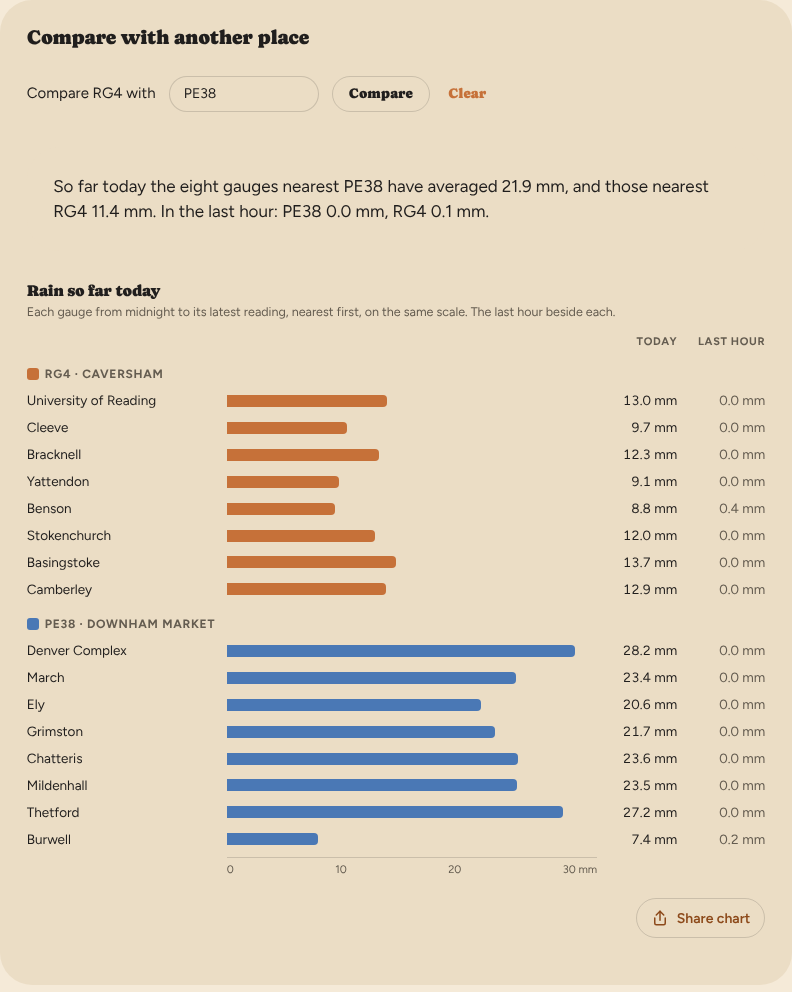 Compare with another place
Compare RG4 with PE38 Compare Clear
So far today the eight gauges nearest PE38 have averaged 21.9 mm, and those nearest
RG4 11.4 mm. In the last hour: PE38 0.0 mm, RG4 0.1 mm.
Rain so far today
Each gauge from midnight to its latest reading, nearest first, on the same scale. The last hour beside each.
TODAY LAST HOUR
RG4 · CAVERSHAM
University of Reading 13.0 mm 0.0 mm
Cleeve 9.7 mm 0.0 mm
Bracknell 12.3 mm 0.0 mm
Yattendon 9.1 mm 0.0 mm
Benson 8.8 mm 0.4 mm
Stokenchurch 12.0 mm 0.0 mm
Basingstoke 13.7 mm 0.0 mm
Camberley 12.9 mm 0.0 mm
PE38 · DOWNHAM MARKET
Denver Complex 28.2 mm 0.0 mm
March 23.4 mm 0.0 mm
Ely 20.6 mm 0.0 mm
Grimston 21.7 mm 0.0 mm
Chatteris 23.6 mm 0.0 mm
Mildenhall 23.5 mm 0.0 mm
Thetford 27.2 mm 0.0 mm
Burwell 7.4 mm 0.2 mm
0 10 20 30 mm
Share chart